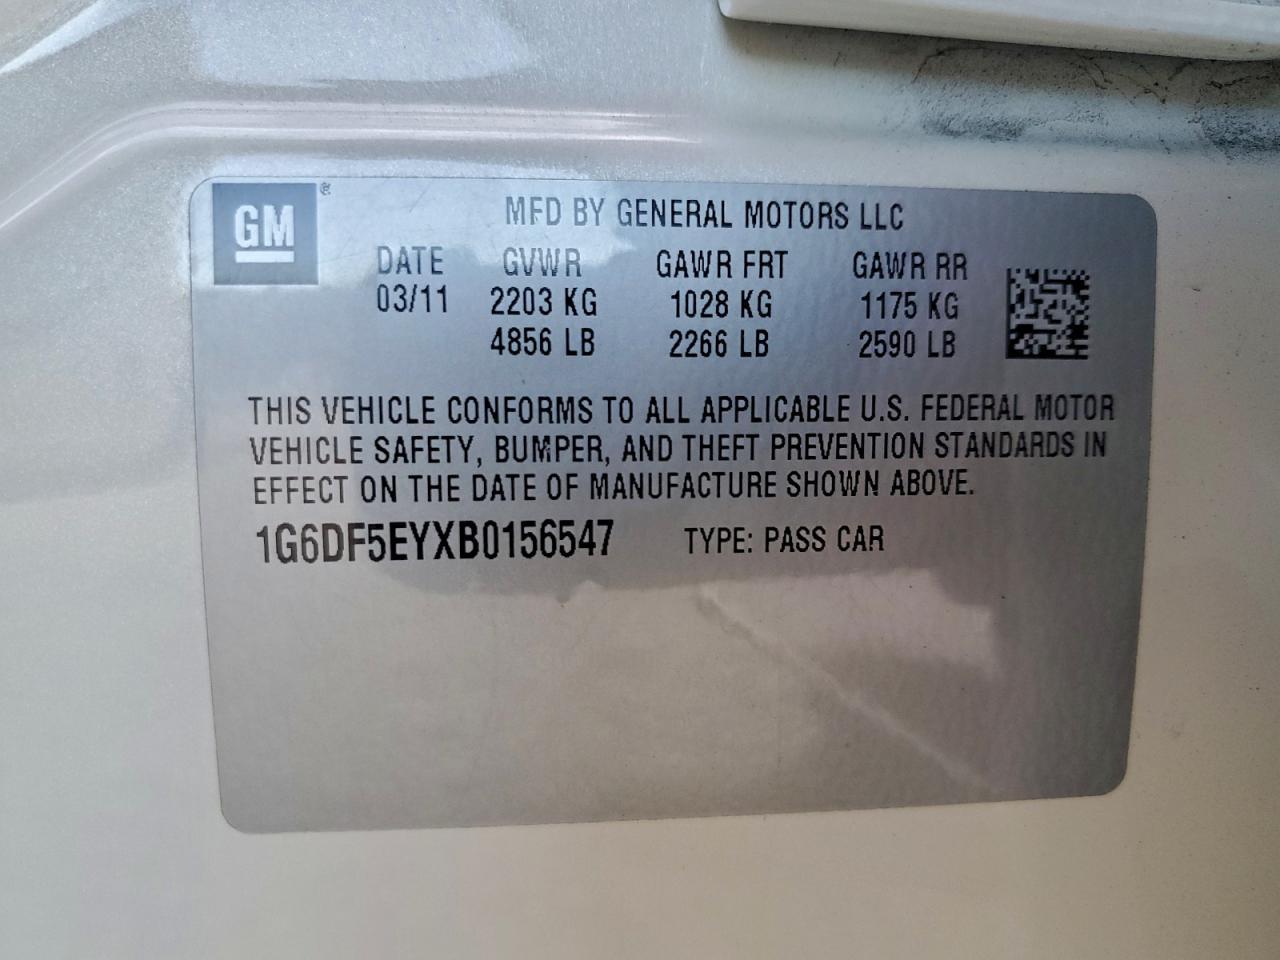 GM ®
MFD BY GENERAL MOTORS LLC
DATE GVWR GAWR FRT GAWR RR
03/11 2203 KG 1028 KG 1175 KG
4856 LB 2266 LB 2590 LB
THIS VEHICLE CONFORMS TO ALL APPLICABLE U.S. FEDERAL MOTOR
VEHICLE SAFETY, BUMPER, AND THEFT PREVENTION STANDARDS IN
EFFECT ON THE DATE OF MANUFACTURE SHOWN ABOVE.
1G6DF5EYXB0156547 TYPE: PASS CAR